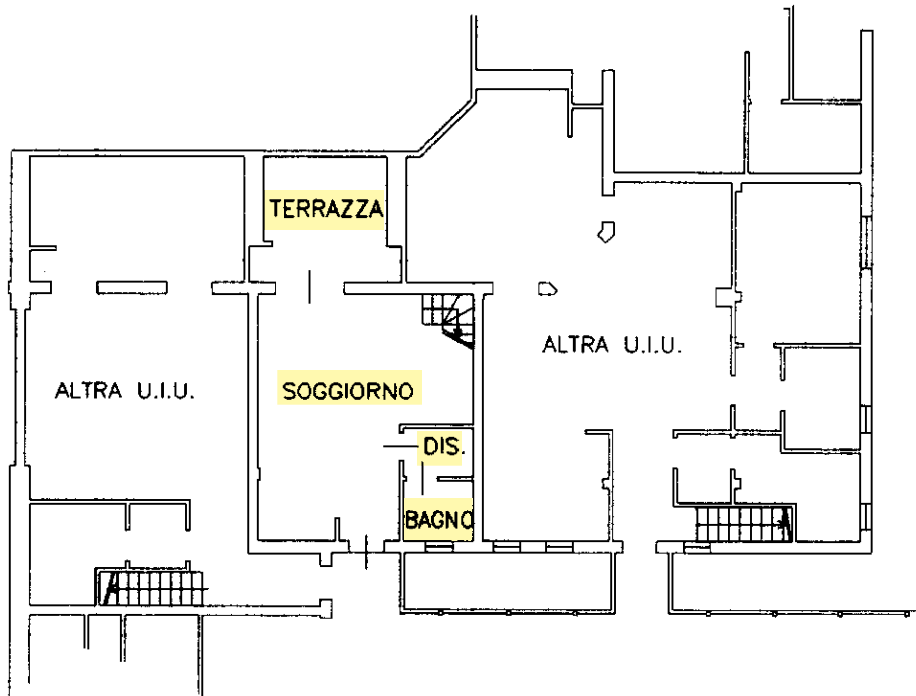 TERRAZZA
ALTRA U.I.U.
ALTRA U.I.U.
SOGGIORNO
DIS.
BAGNO